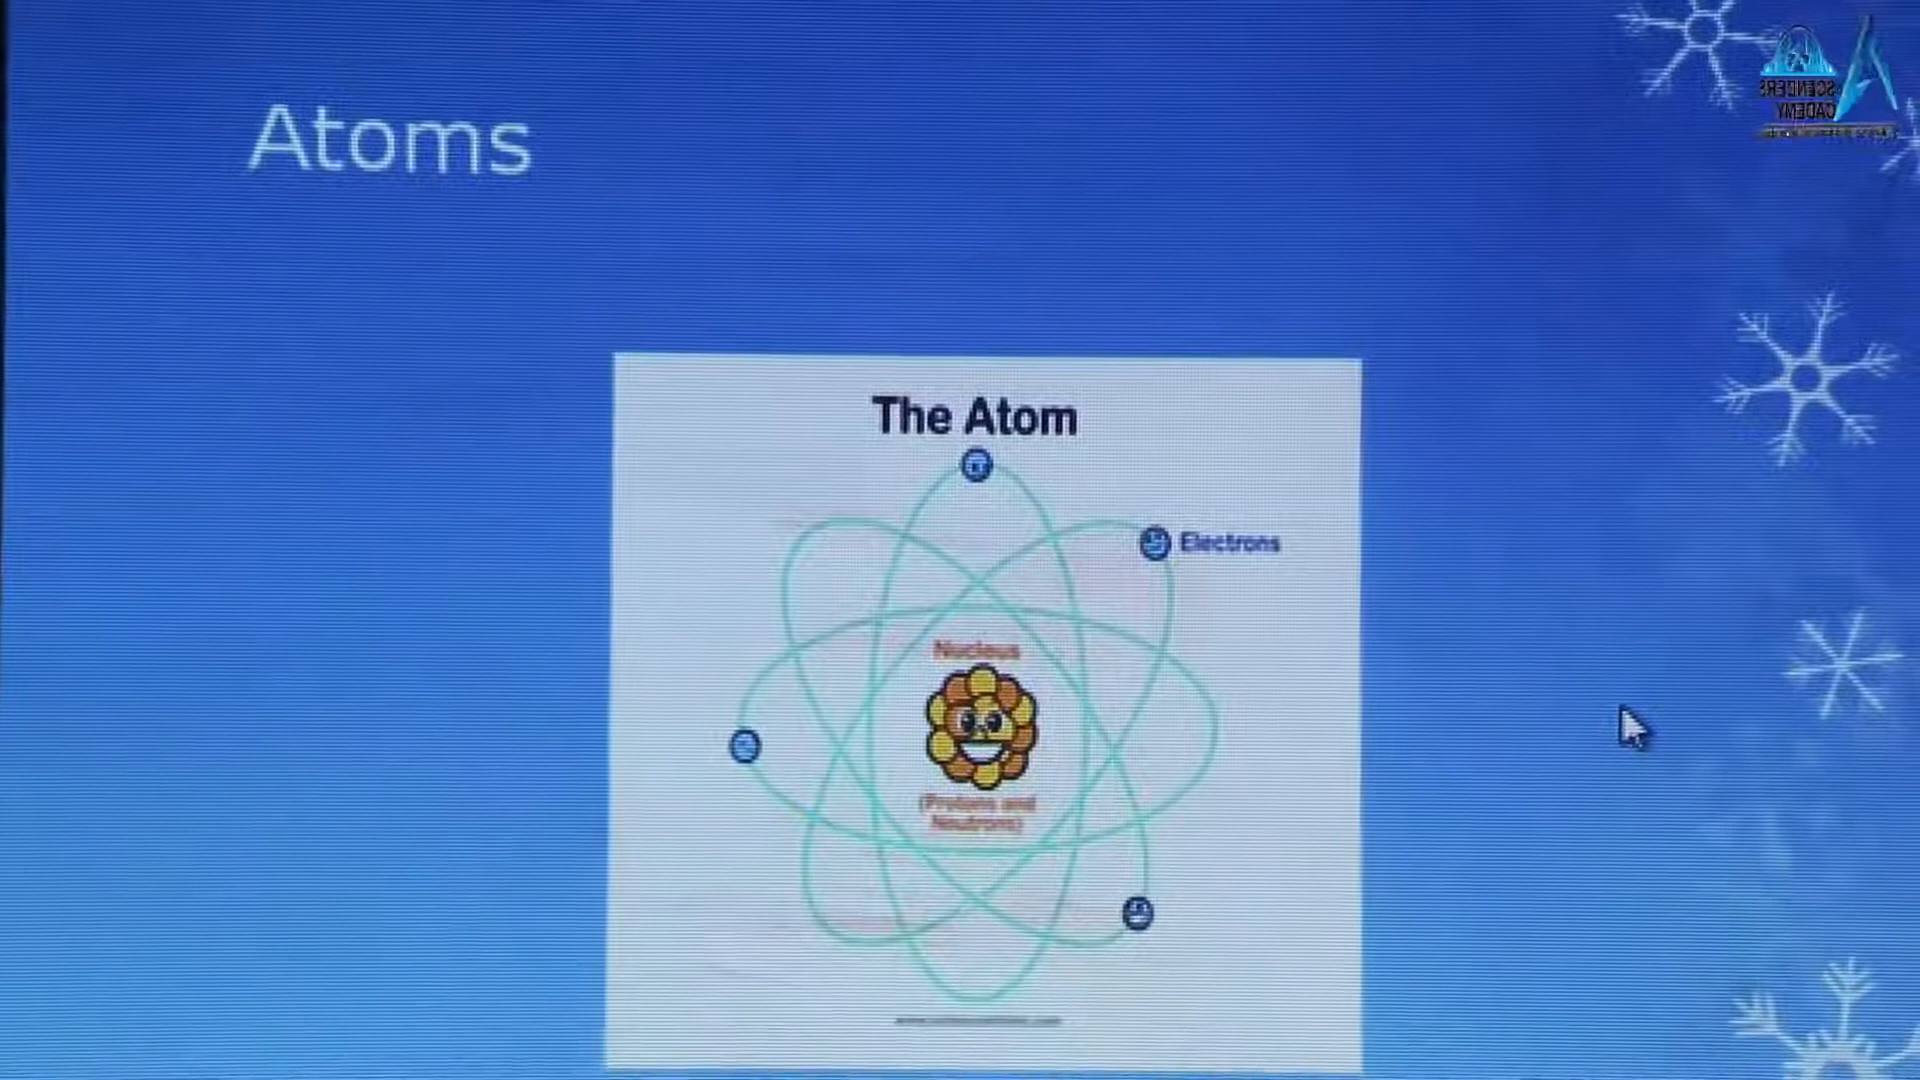 Atoms
The Atom
Electrons
Nucleus
(Protons and
Neutrons)